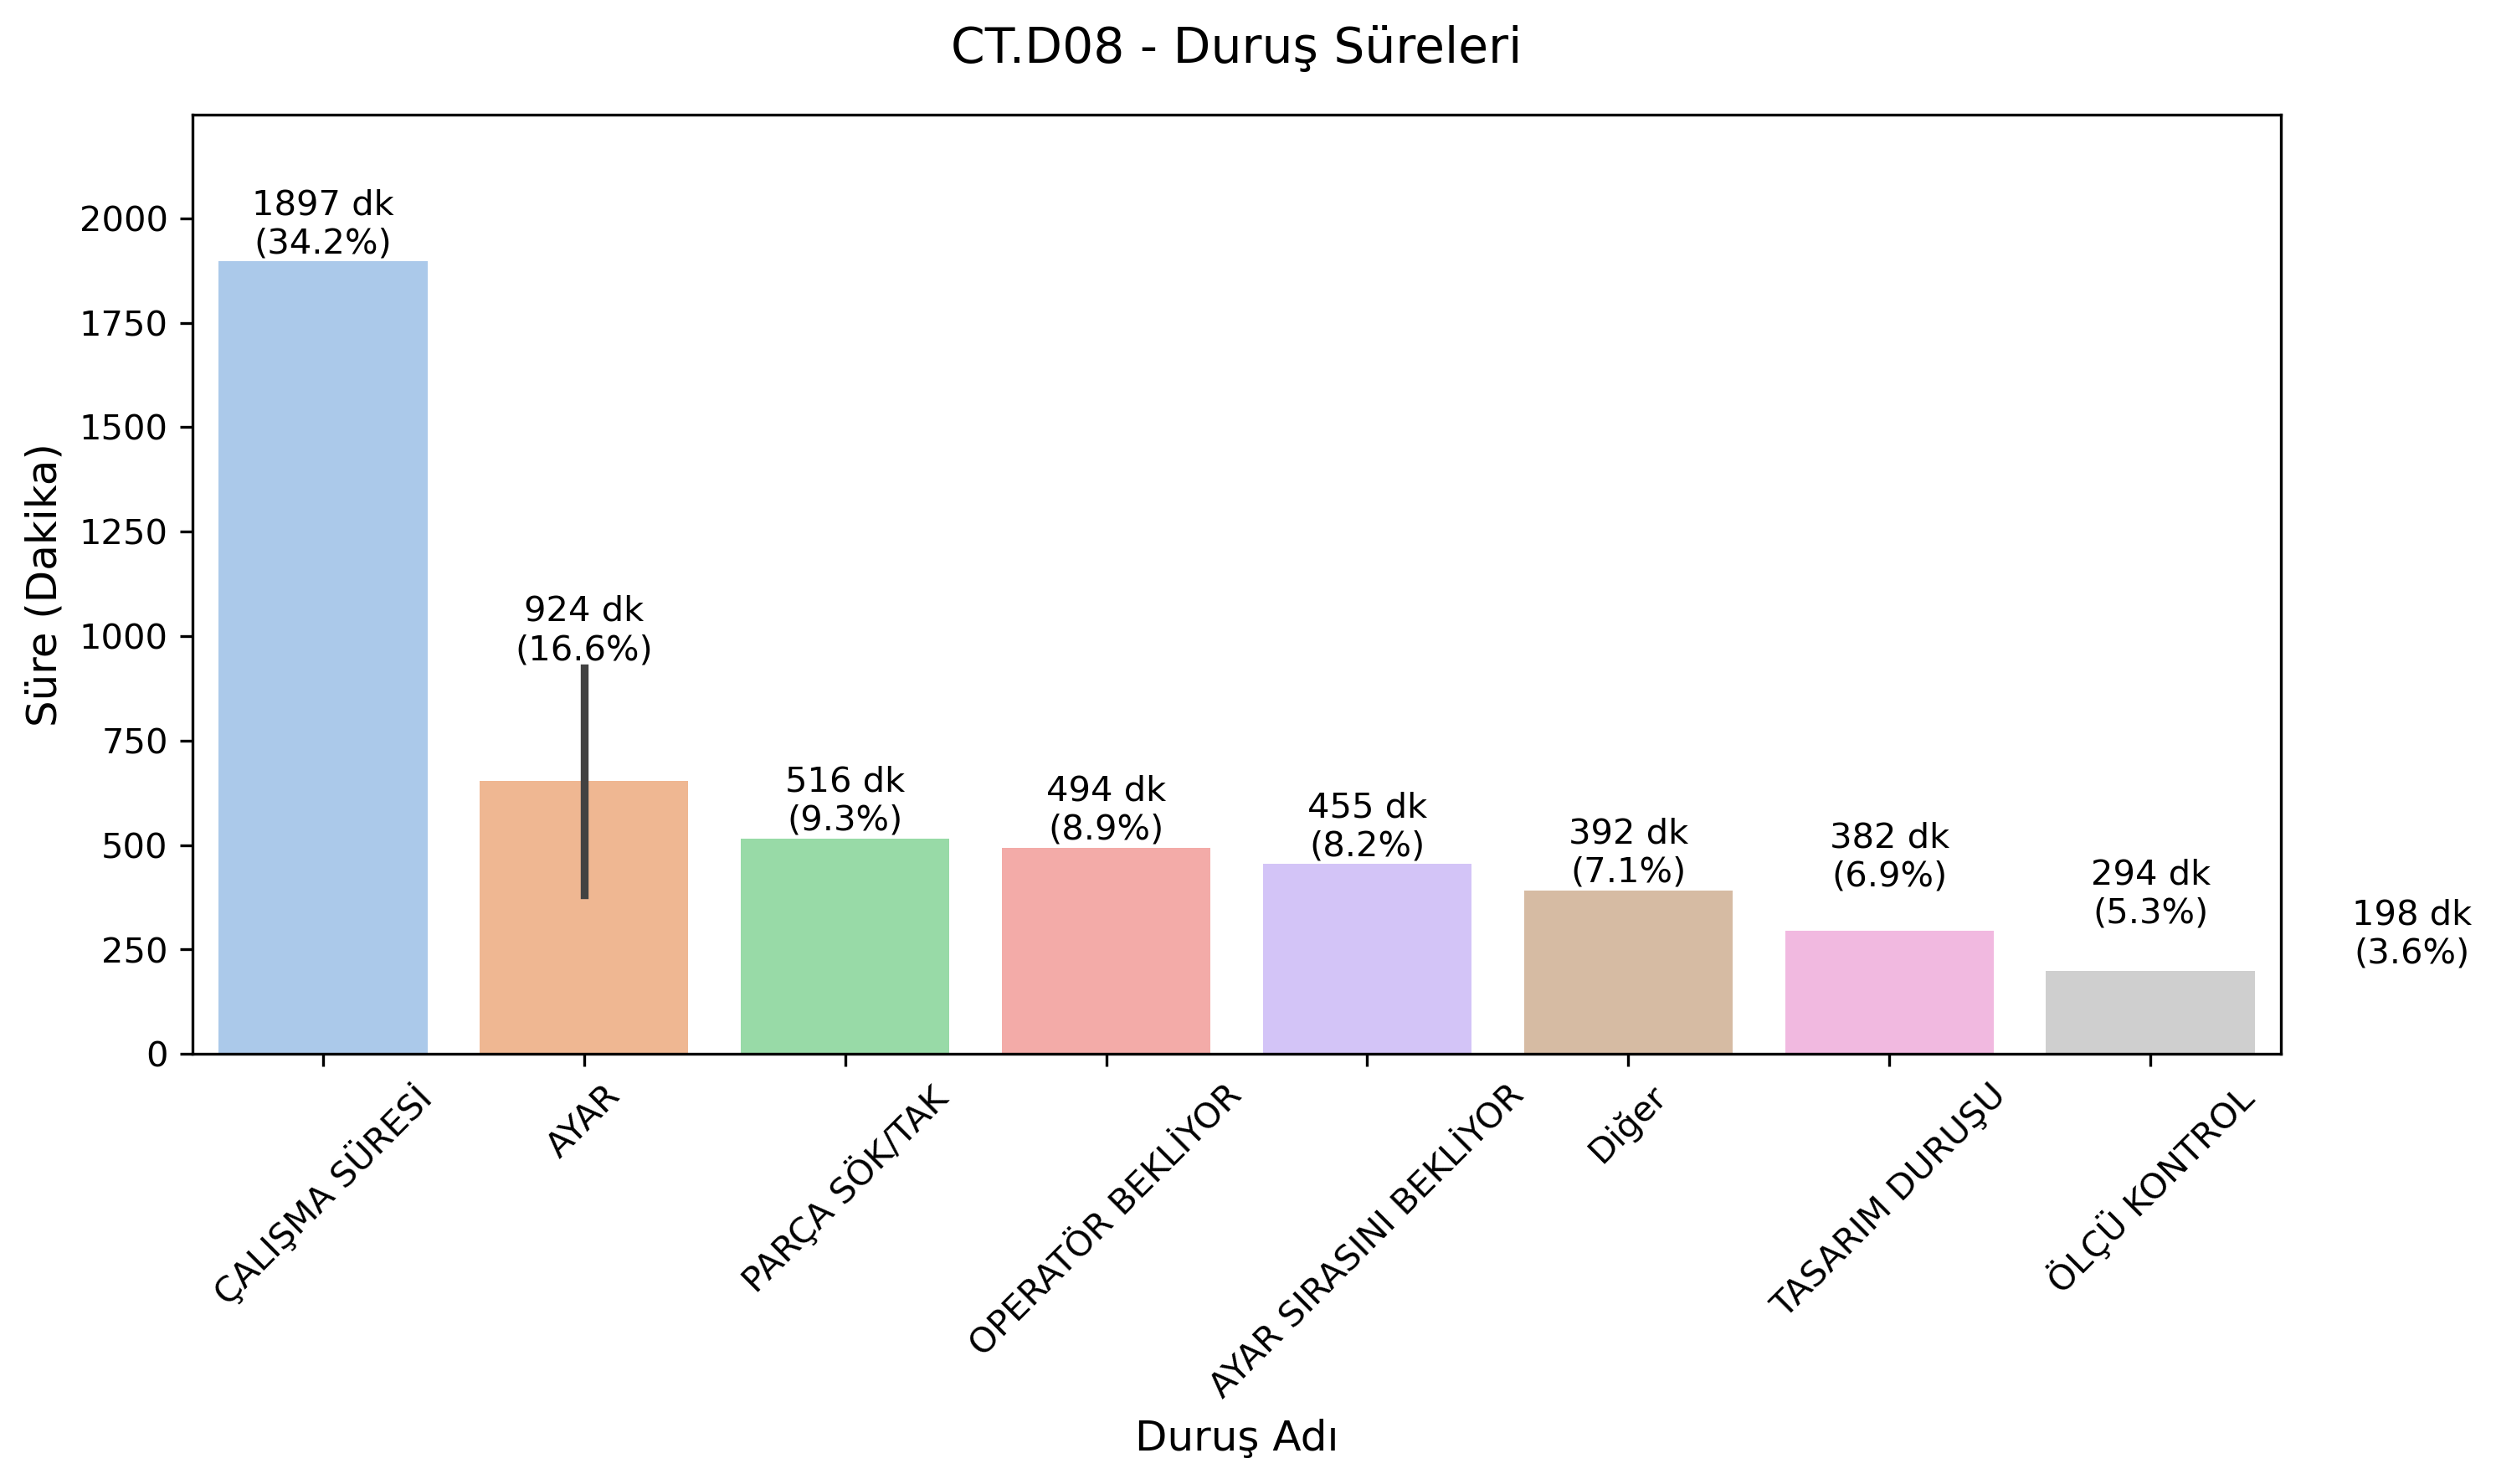 CT.D08 - Duruş Süreleri
Süre (Dakika)
2000
1750
1500
1250
1000
750
500
250
0
1897 dk
(34.2%)
924 dk
(16.6%)
516 dk
(9.3%)
494 dk
(8.9%)
455 dk
(8.2%)
392 dk
(7.1%)
382 dk
(6.9%)
294 dk
(5.3%)
198 dk
(3.6%)
ÇALIŞMA SÜRESİ
AYAR
PARÇA SÖK/TAK
OPERATÖR BEKLİYOR
AYAR SIRASINI BEKLİYOR
Diğer
TASARIM DURUŞU
ÖLÇÜ KONTROL
Duruş Adı